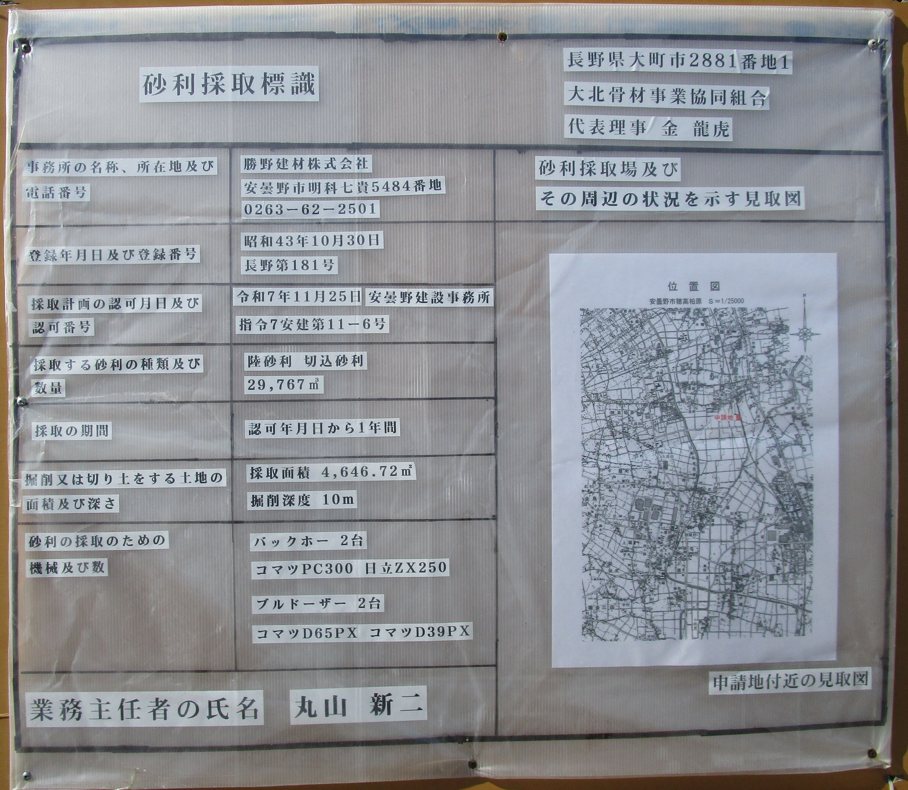 砂利採取標識
長野県大町市2881番地1
大北骨材事業協同組合
代表理事 金 龍虎
事務所の名称、所在地及び
電話番号
勝野建材株式会社
安曇野市明科七貴5484番地
0263－62－2501
登録年月日及び登録番号
昭和43年10月30日
長野第181号
採取計画の認可月日及び
認可番号
令和7年11月25日 安曇野建設事務所
指令7安建第11－6号
採取する砂利の種類及び
数量
陸砂利 切込砂利
29,767㎥
採取の期間
認可年月日から1年間
掘削又は切り土をする土地の
面積及び深さ
採取面積 4,646.72㎡
掘削深度 10m
砂利の採取のための
機械及び数
バックホー 2台
コマツPC300 日立ZX250
ブルドーザー 2台
コマツD65PX コマツD39PX
業務主任者の氏名 丸山 新二
砂利採取場及び
その周辺の状況を示す見取図
位置図
安曇野市穂高柏原 S＝1/25000
申請地
申請地付近の見取図